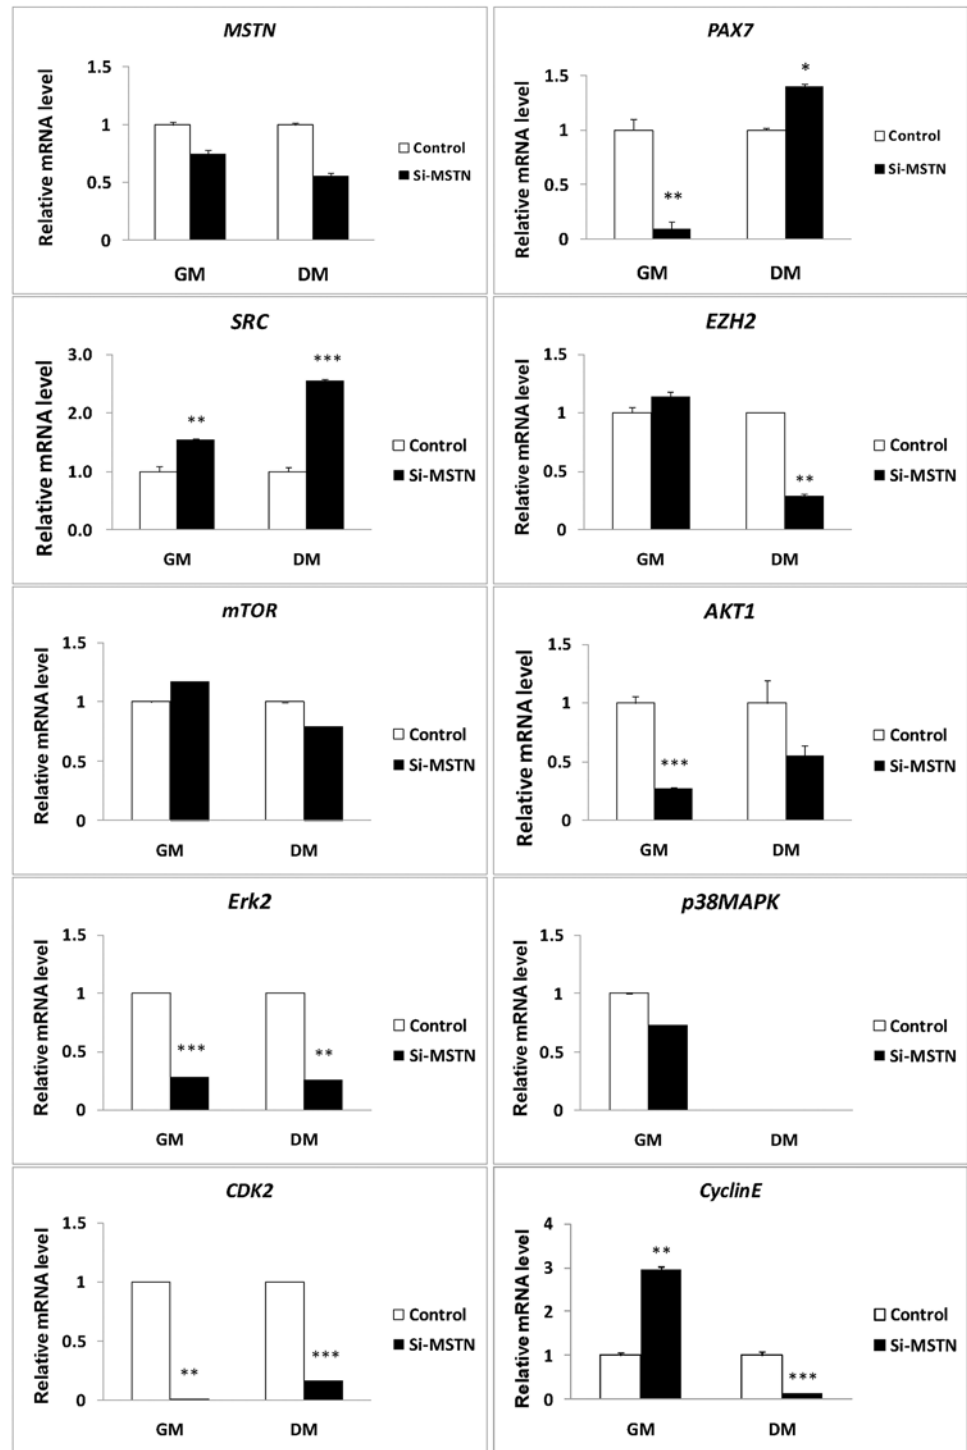 MSTN
Relative mRNA level
1.5
1
0.5
0
GM
DM
Control
Si-MSTN
PAX7
Relative mRNA level
1.5
1
0.5
0
**
*
GM
DM
Control
Si-MSTN
SRC
Relative mRNA level
3.0
2.0
1.0
0.0
**
***
GM
DM
Control
Si-MSTN
EZH2
Relative mRNA level
1.5
1
0.5
0
**
GM
DM
Control
Si-MSTN
mTOR
Relative mRNA level
1.5
1
0.5
0
GM
DM
Control
Si-MSTN
AKT1
Relative mRNA level
1.5
1
0.5
0
***
GM
DM
Control
Si-MSTN
Erk2
Relative mRNA level
1.5
1
0.5
0
***
**
GM
DM
Control
Si-MSTN
p38MAPK
Relative mRNA level
1.5
1
0.5
0
GM
DM
Control
Si-MSTN
CDK2
Relative mRNA level
1.5
1
0.5
0
**
***
GM
DM
Control
Si-MSTN
CyclinE
Relative mRNA level
4
3
2
1
0
**
***
GM
DM
Control
Si-MSTN